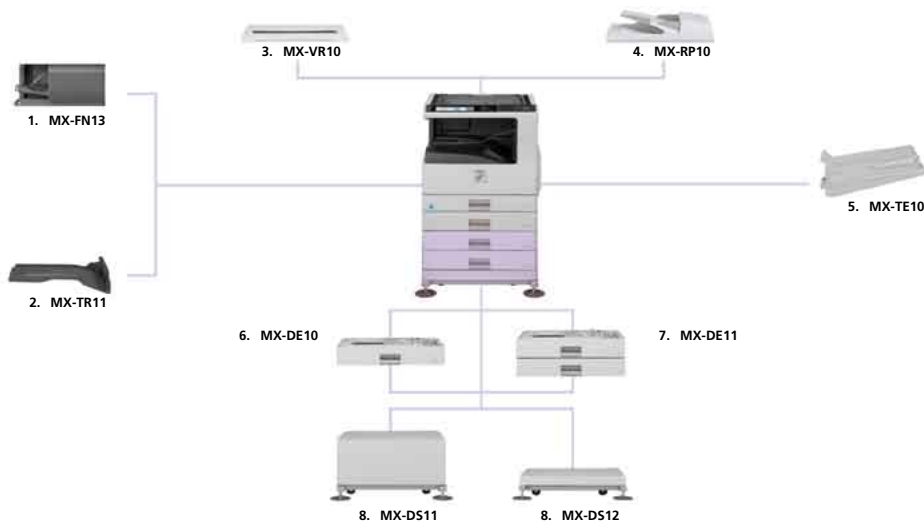 3. MX-VR10
4. MX-RP10
1. MX-FN13
5. MX-TE10
2. MX-TR11
6. MX-DE10
7. MX-DE11
8. MX-DS11
8. MX-DS12